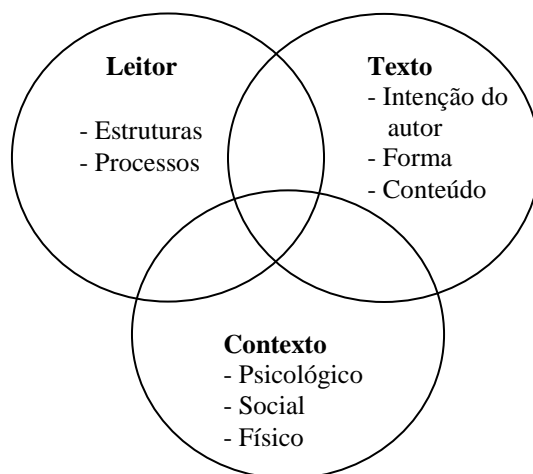 Leitor
- Estruturas
- Processos
Texto
- Intenção do
autor
- Forma
- Conteúdo
Contexto
- Psicológico
- Social
- Físico